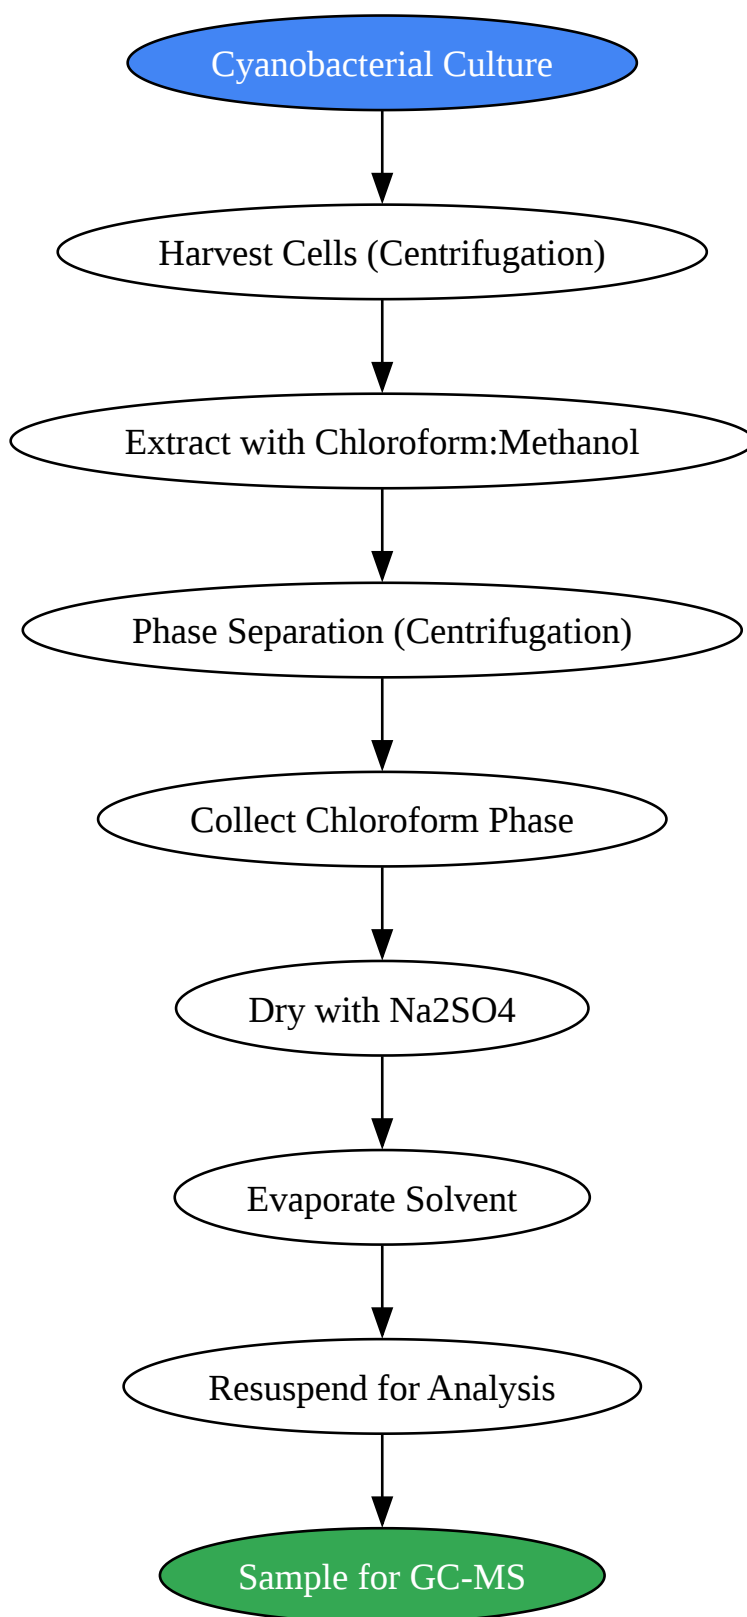 Cyanobacterial Culture
Harvest Cells (Centrifugation)
Extract with Chloroform:Methanol
Phase Separation (Centrifugation)
Collect Chloroform Phase
Dry with Na2SO4
Evaporate Solvent
Resuspend for Analysis
Sample for GC-MS